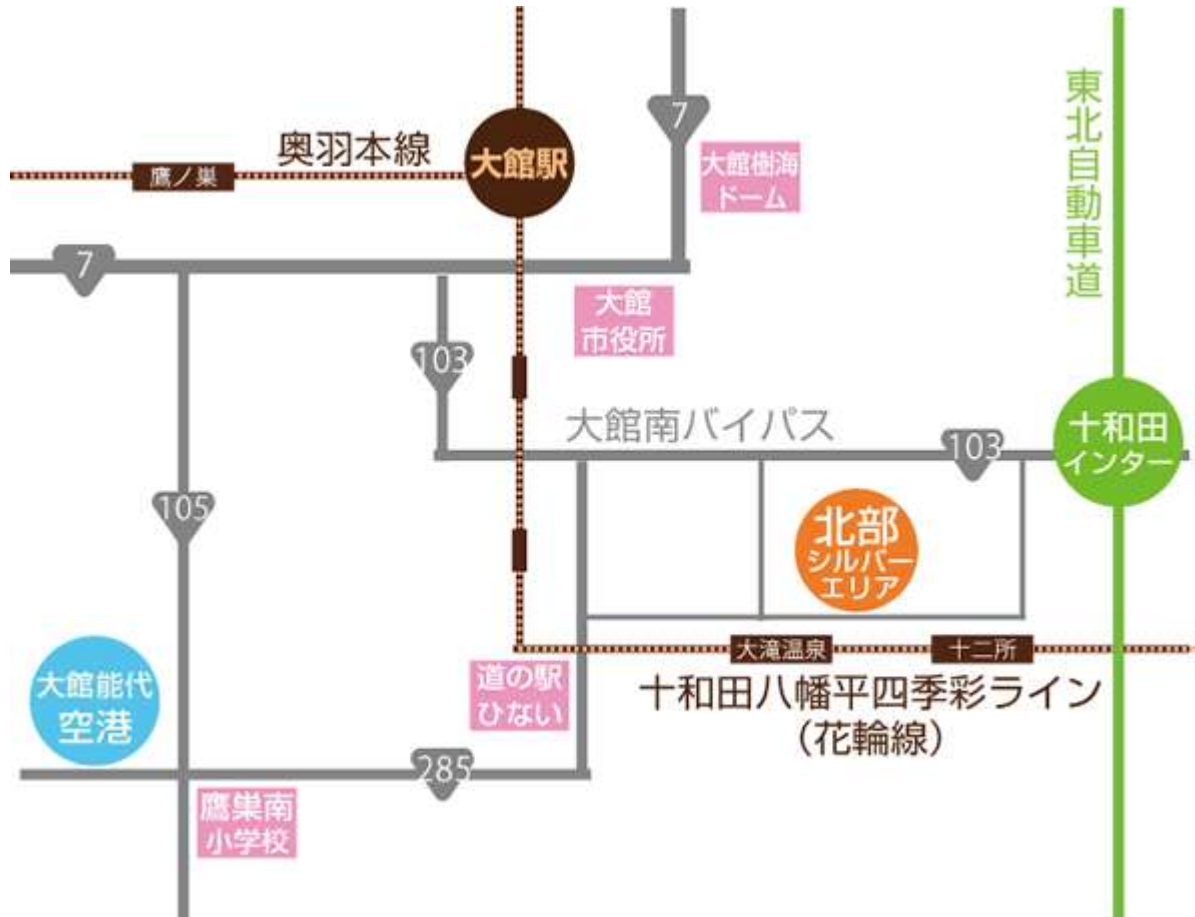 奥羽本線
鷹ノ巣
大館駅
7
大館樹海
ドーム
東北自動車道
7
大館
市役所
103
大館南バイパス
103
十和田
インター
105
北部
シルバー
エリア
大館能代
空港
道の駅
ひない
大滝温泉
十二所
十和田八幡平四季彩ライン
(花輪線)
285
鷹巣南
小学校